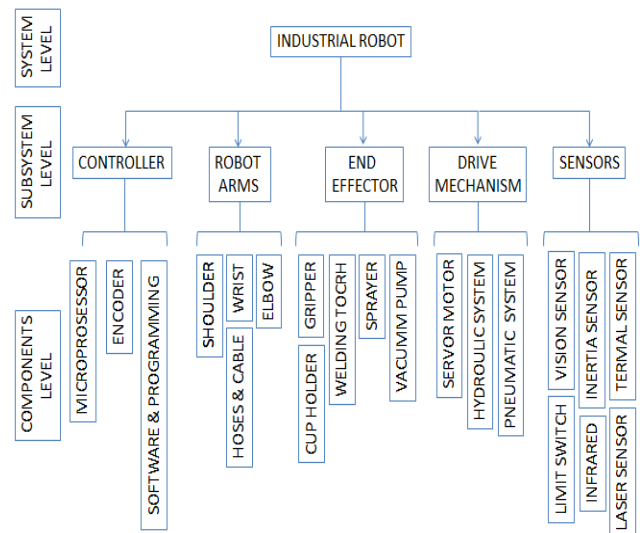 SYSTEM
LEVEL
INDUSTRIAL ROBOT
SUBSYSTEM
LEVEL
CONTROLLER
ROBOT
ARMS
END
EFFECTOR
DRIVE
MECHANISM
SENSORS
COMPONENTS
LEVEL
MICROPROSESSOR
ENCODER
SOFTWARE & PROGRAMMING
SHOULDER
WRIST
ELBOW
HOSES & CABLE
GRIPPER
CUP HOLDER
WELDING TOCRH
SPRAYER
VACUMM PUMP
SERVOR MOTOR
HYDROULIC SYSTEM
PNEUMATIC SYSTEM
VISION SENSOR
INERTIA SENSOR
TERMAL SENSOR
LIMIT SWITCH
INFRARED
LASER SENSOR